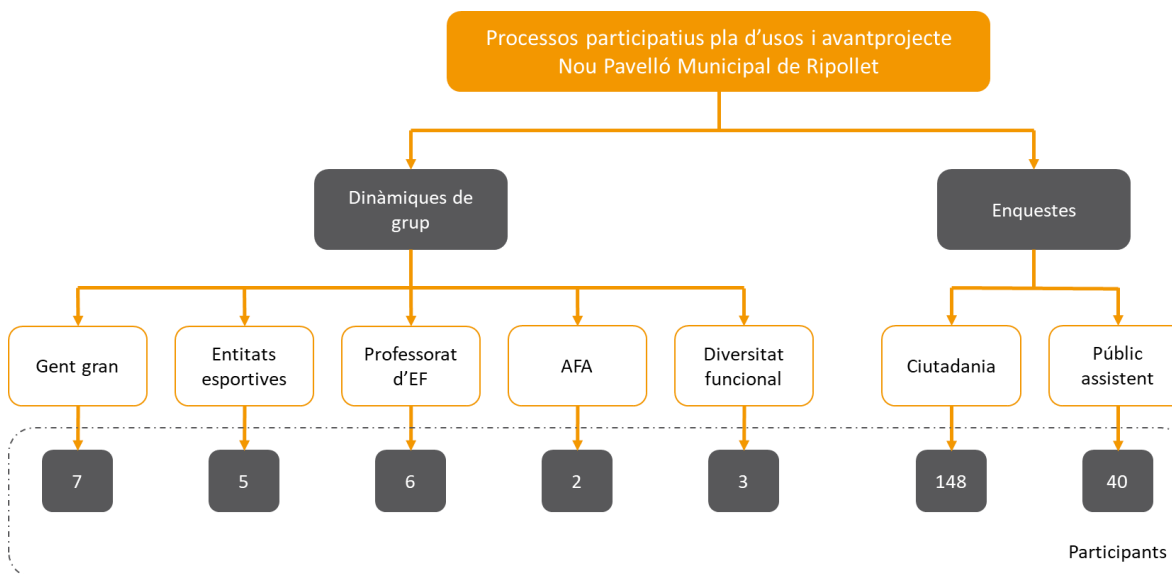 Processos participatius pla d'usos i avantprojecte
Nou Pavelló Municipal de Ripollet
Dinàmiques de
grup
Enquestes
Gent gran
Entitats
esportives
Professorat
d'EF
AFA
Diversitat
funcional
Ciutadania
Públic
assistent
7
5
6
2
3
148
40
Participants